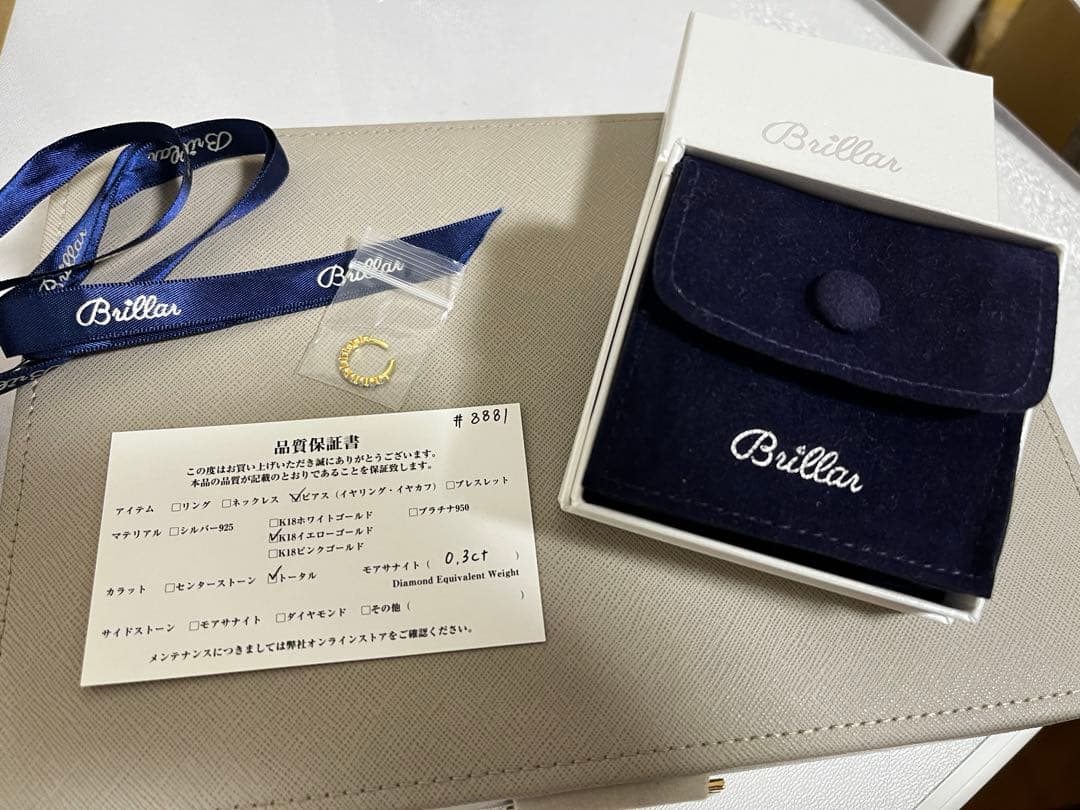 Brillar
Brillar
Brillar
Brillar
Brillar
Brillar
#3881
品質保証書
この度はお買い上げいただき誠にありがとうございます。
本品の品質が記載のとおりであることを保証致します。
アイテム □リング □ネックレス ☑ピアス（イヤリング・イヤカフ） □ブレスレット
マテリアル □シルバー925 □K18ホワイトゴールド □プラチナ950
☑K18イエローゴールド
□K18ピンクゴールド
カラット □センターストーン ☑トータル モアサナイト（ 0.3ct ）
Diamond Equivalent Weight
サイドストーン □モアサナイト □ダイヤモンド □その他（ ）
メンテナンスにつきましては弊社オンラインストアをご確認ください。